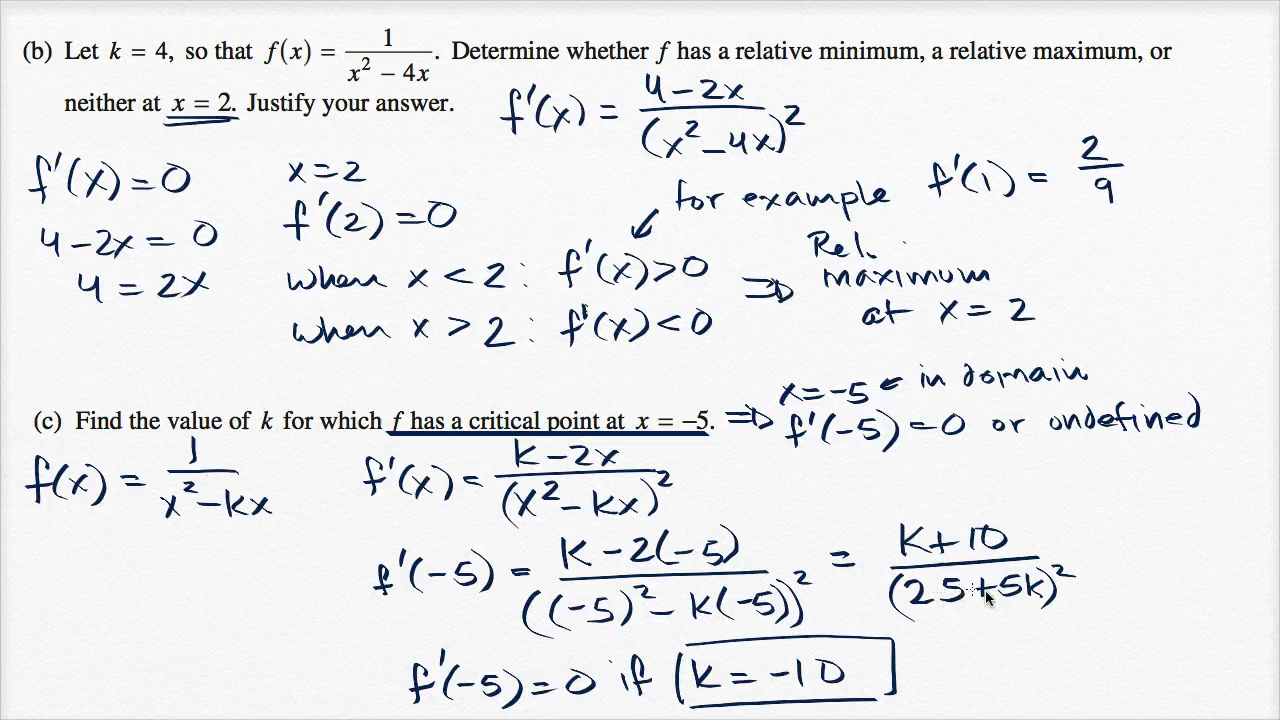 (b) Let k = 4, so that f(x) = 1/(x² − 4x). Determine whether f has a relative minimum, a relative maximum, or
neither at x = 2. Justify your answer.
f'(x) = (4−2x)/(x²−4x)²
f'(x)=0
4−2x = 0
4 = 2x
x=2
f'(2)=0
when x < 2: f'(x)>0
when x > 2: f'(x)<0
for example f'(1) = 2/9
⇒ Rel.
maximum
at x = 2
(c) Find the value of k for which f has a critical point at x = −5.
x=−5 ← in domain
⇒ f'(−5)=0 or undefined
f(x) = 1/(x²−kx)
f'(x) = (k−2x)/(x²−kx)²
f'(−5) = (k−2(−5))/((−5)²−k(−5))² = (k+10)/(25+5k)²
f'(−5)=0 if k = −10